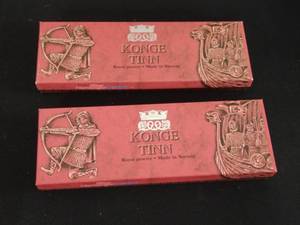 KONGE
TINN
Royal pewter • Made in Norway
KONGE
TINN
Royal pewter • Made in Norway